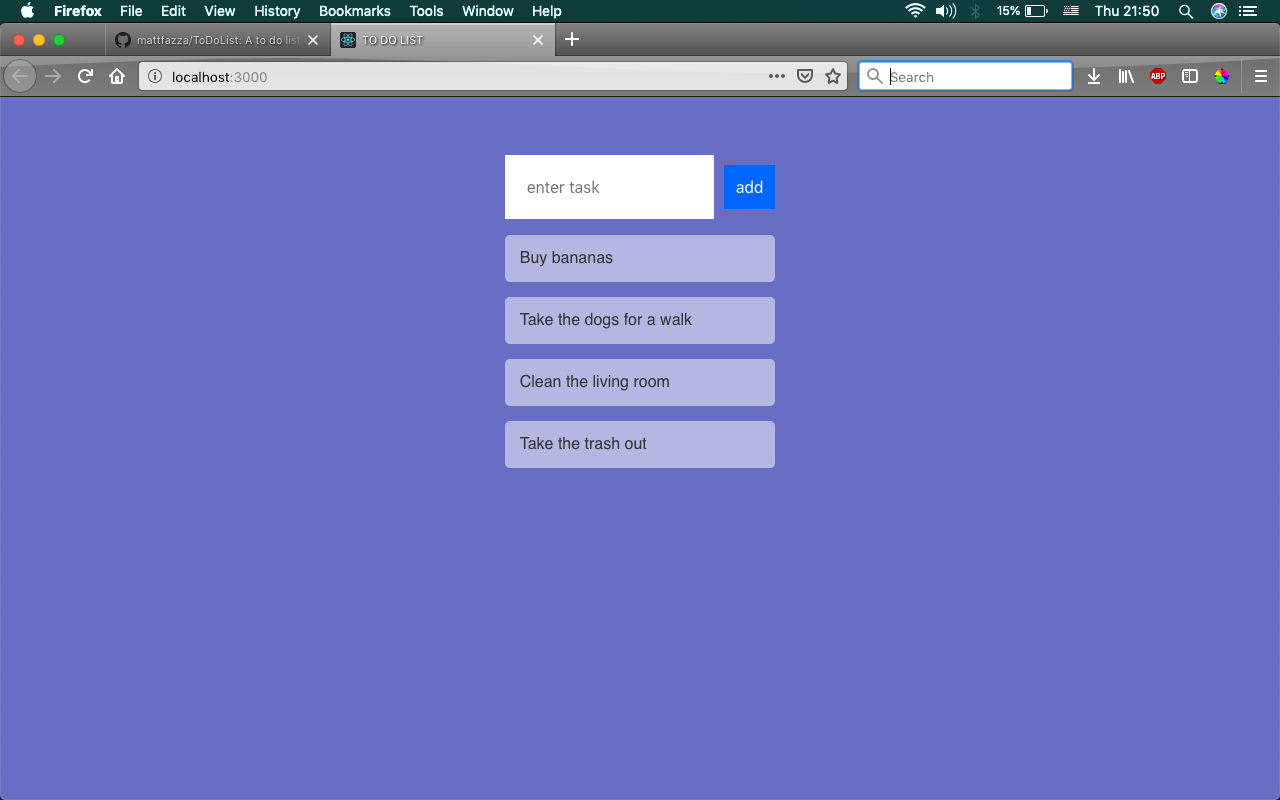 Firefox File Edit View History Bookmarks Tools Window Help 15% Thu 21:50
mattfazza/ToDoList: A to do list TO DO LIST
localhost:3000 Search ABP
enter task add
Buy bananas
Take the dogs for a walk
Clean the living room
Take the trash out